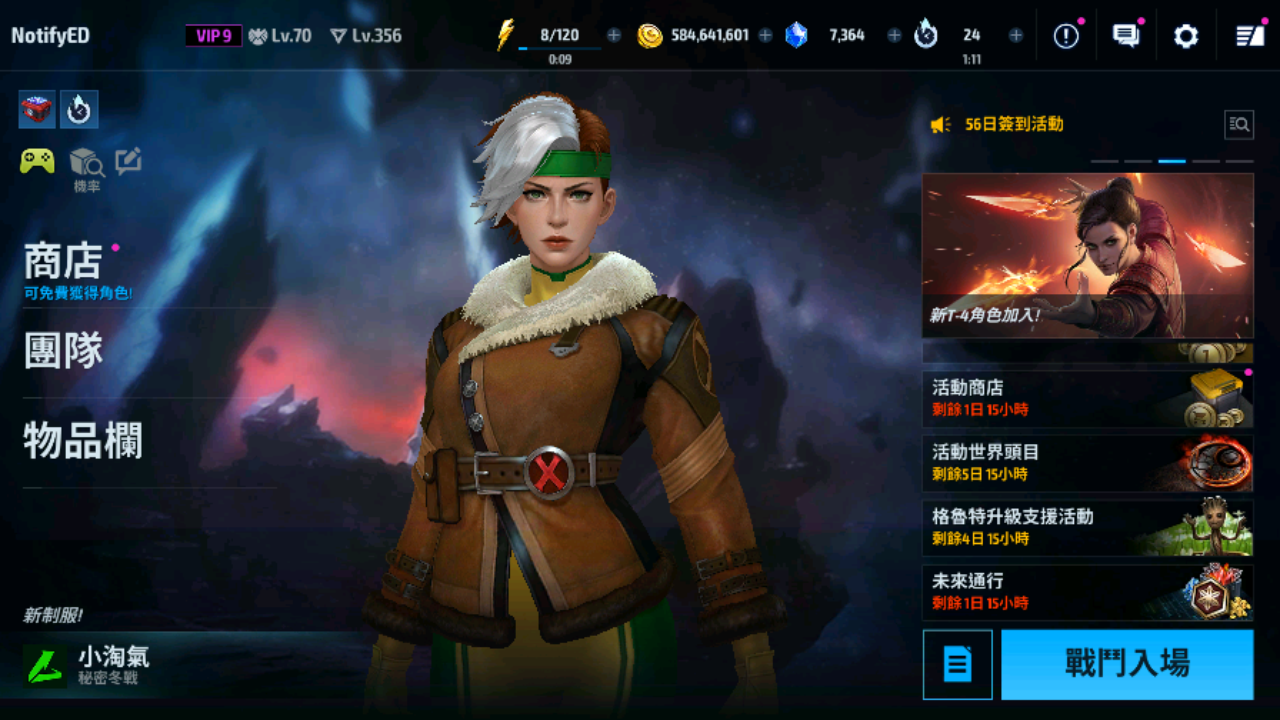 NotifyED
VIP 9
Lv.70
Lv.356
8/120
0:09
584,641,601
7,364
24
1:11
機率
商店
可免費獲得角色!
團隊
物品欄
新制服!
小淘氣
秘密冬戰
56日簽到活動
新T-4角色加入!
活動商店
剩餘1日 15小時
活動世界頭目
剩餘5日 15小時
格魯特升級支援活動
剩餘4日 15小時
未來通行
剩餘1日 15小時
戰鬥入場